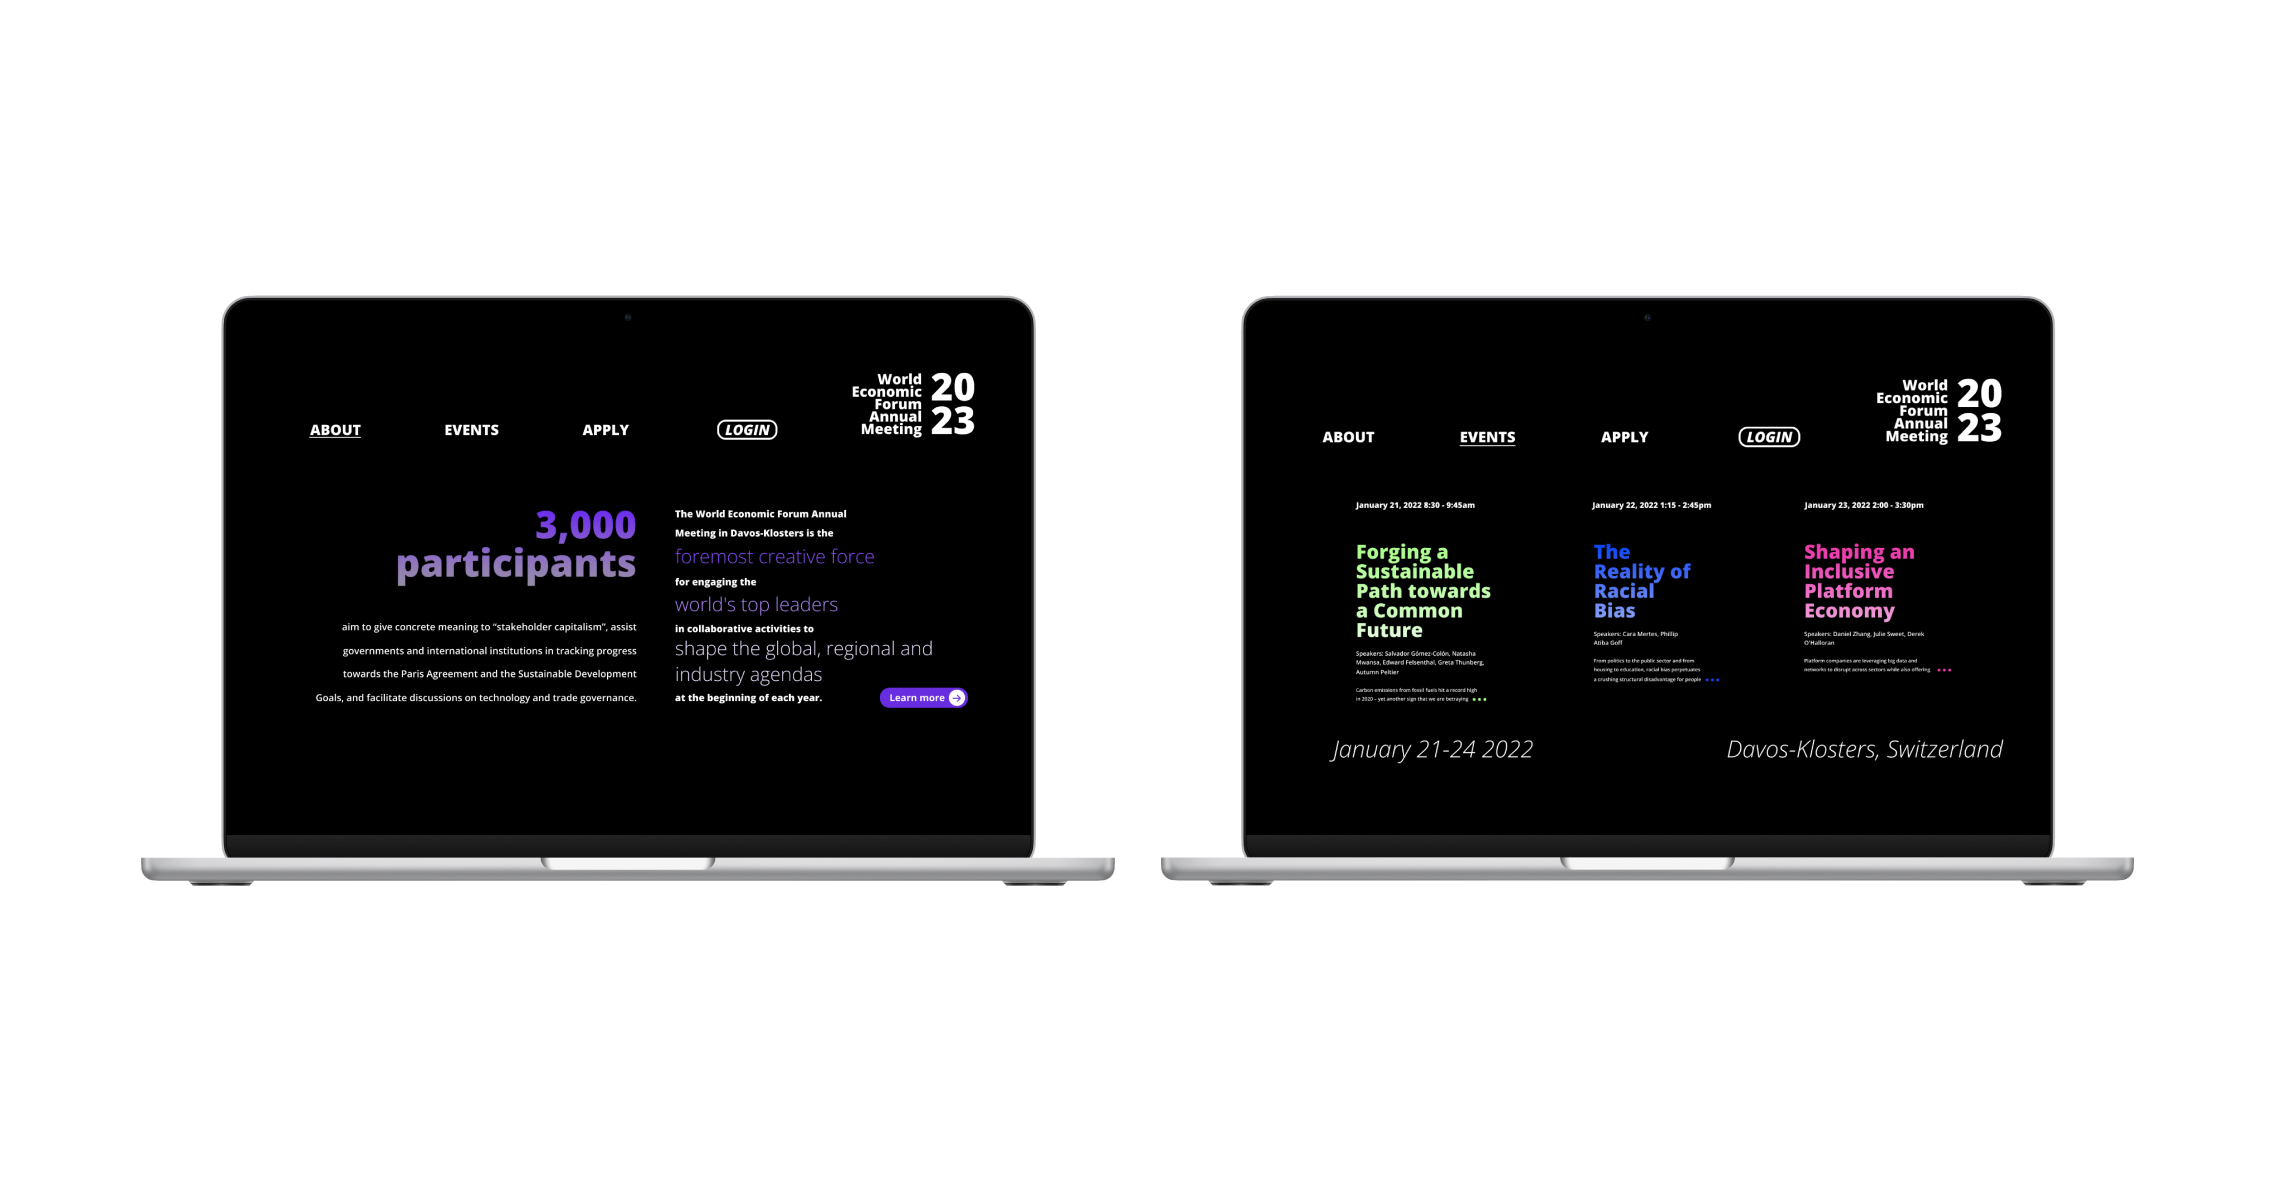 World
Economic
Forum
Annual
Meeting
20
23
ABOUT
EVENTS
APPLY
LOGIN
3,000
participants
aim to give concrete meaning to “stakeholder capitalism”, assist
governments and international institutions in tracking progress
towards the Paris Agreement and the Sustainable Development
Goals, and facilitate discussions on technology and trade governance.
The World Economic Forum Annual
Meeting in Davos-Klosters is the
foremost creative force
for engaging the
world's top leaders
in collaborative activities to
shape the global, regional and
industry agendas
at the beginning of each year.
Learn more
World
Economic
Forum
Annual
Meeting
20
23
ABOUT
EVENTS
APPLY
LOGIN
January 21, 2022 8:30 - 9:45am
Forging a
Sustainable
Path towards
a Common
Future
Speakers: Salvador Gómez-Colón, Natasha
Mwansa, Edward Felsenthal, Greta Thunberg,
Autumn Peltier
Carbon emissions from fossil fuels hit a record high
in 2020 – yet another sign that we are betraying
January 22, 2022 1:15 - 2:45pm
The
Reality of
Racial
Bias
Speakers: Cara Mertes, Phillip
Atiba Goff
From politics to the public sector and from
housing to education, racial bias perpetuates
a crushing structural disadvantage for people
January 23, 2022 2:00 - 3:30pm
Shaping an
Inclusive
Platform
Economy
Speakers: Daniel Zhang, Julie Sweet, Derek
O'Halloran
Platform companies are leveraging big data and
networks to disrupt across sectors while also offering
January 21-24 2022
Davos-Klosters, Switzerland